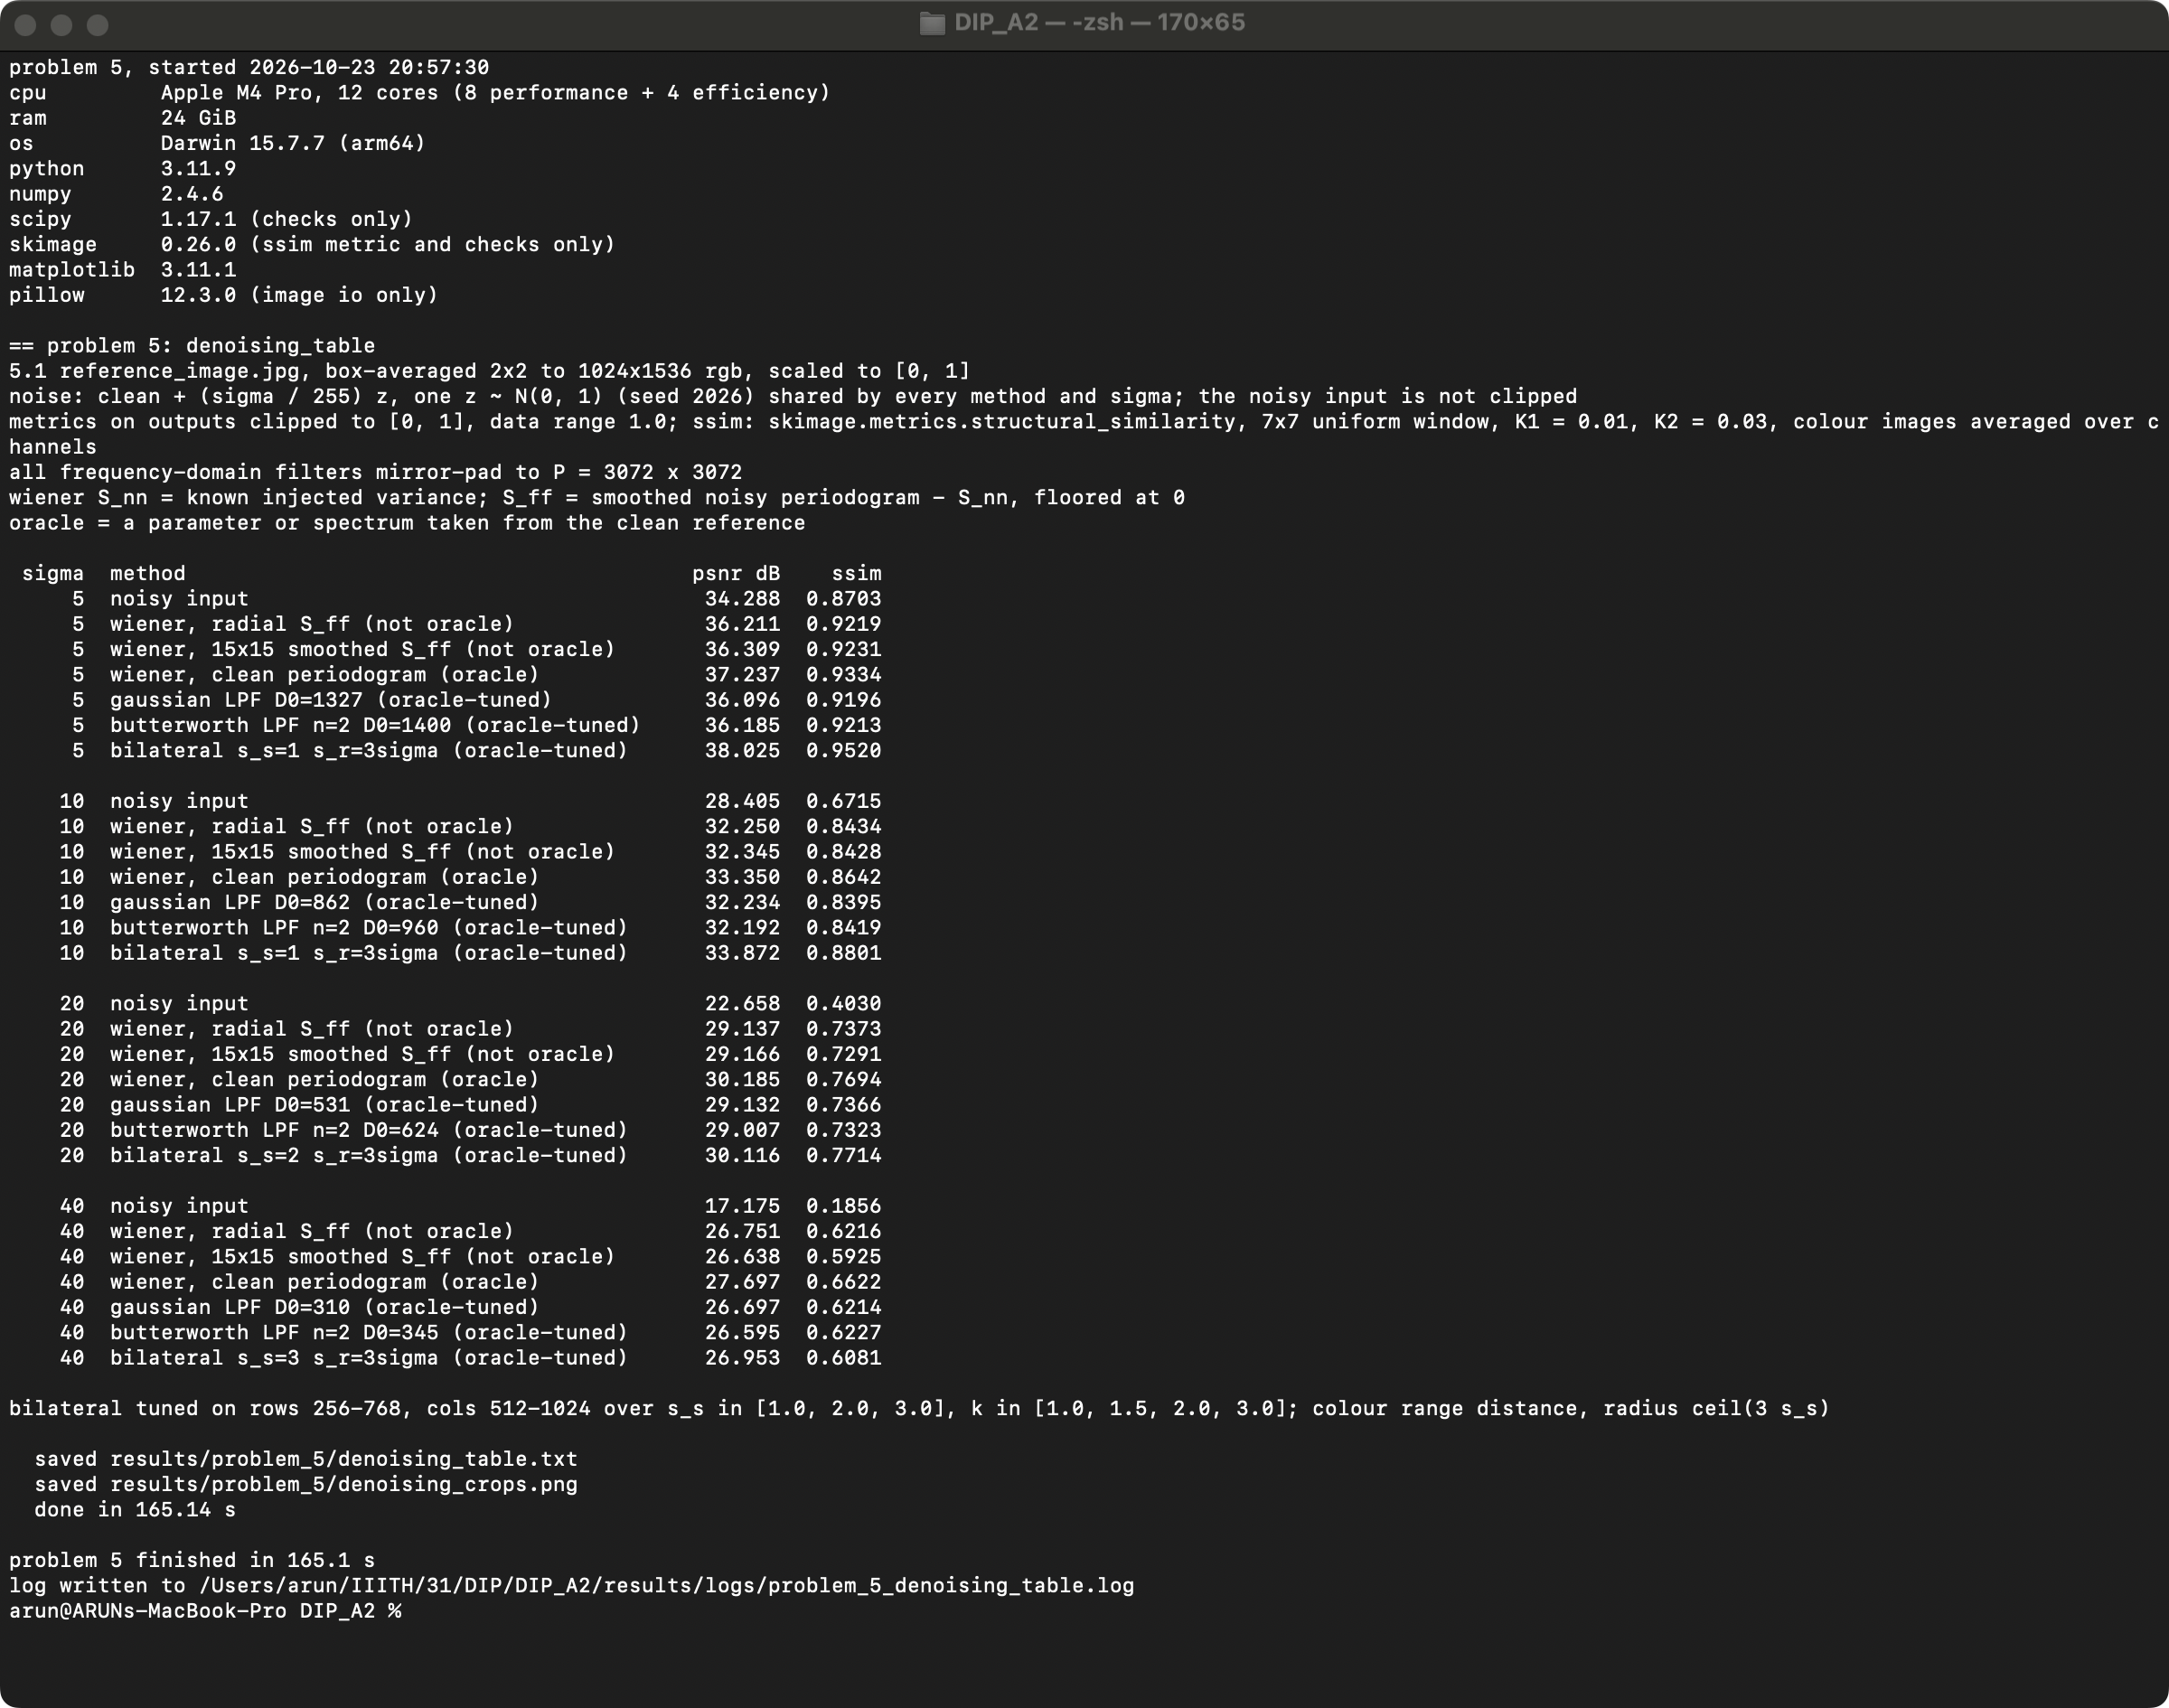 DIP_A2 — -zsh — 170×65
problem 5, started 2026-10-23 20:57:30
cpu         Apple M4 Pro, 12 cores (8 performance + 4 efficiency)
ram         24 GiB
os          Darwin 15.7.7 (arm64)
python      3.11.9
numpy       2.4.6
scipy       1.17.1 (checks only)
skimage     0.26.0 (ssim metric and checks only)
matplotlib  3.11.1
pillow      12.3.0 (image io only)

== problem 5: denoising_table
5.1 reference_image.jpg, box-averaged 2x2 to 1024x1536 rgb, scaled to [0, 1]
noise: clean + (sigma / 255) z, one z ~ N(0, 1) (seed 2026) shared by every method and sigma; the noisy input is not clipped
metrics on outputs clipped to [0, 1], data range 1.0; ssim: skimage.metrics.structural_similarity, 7x7 uniform window, K1 = 0.01, K2 = 0.03, colour images averaged over c
hannels
all frequency-domain filters mirror-pad to P = 3072 x 3072
wiener S_nn = known injected variance; S_ff = smoothed noisy periodogram - S_nn, floored at 0
oracle = a parameter or spectrum taken from the clean reference

 sigma  method                                        psnr dB    ssim
     5  noisy input                                    34.288  0.8703
     5  wiener, radial S_ff (not oracle)               36.211  0.9219
     5  wiener, 15x15 smoothed S_ff (not oracle)       36.309  0.9231
     5  wiener, clean periodogram (oracle)             37.237  0.9334
     5  gaussian LPF D0=1327 (oracle-tuned)            36.096  0.9196
     5  butterworth LPF n=2 D0=1400 (oracle-tuned)     36.185  0.9213
     5  bilateral s_s=1 s_r=3sigma (oracle-tuned)      38.025  0.9520

    10  noisy input                                    28.405  0.6715
    10  wiener, radial S_ff (not oracle)               32.250  0.8434
    10  wiener, 15x15 smoothed S_ff (not oracle)       32.345  0.8428
    10  wiener, clean periodogram (oracle)             33.350  0.8642
    10  gaussian LPF D0=862 (oracle-tuned)             32.234  0.8395
    10  butterworth LPF n=2 D0=960 (oracle-tuned)      32.192  0.8419
    10  bilateral s_s=1 s_r=3sigma (oracle-tuned)      33.872  0.8801

    20  noisy input                                    22.658  0.4030
    20  wiener, radial S_ff (not oracle)               29.137  0.7373
    20  wiener, 15x15 smoothed S_ff (not oracle)       29.166  0.7291
    20  wiener, clean periodogram (oracle)             30.185  0.7694
    20  gaussian LPF D0=531 (oracle-tuned)             29.132  0.7366
    20  butterworth LPF n=2 D0=624 (oracle-tuned)      29.007  0.7323
    20  bilateral s_s=2 s_r=3sigma (oracle-tuned)      30.116  0.7714

    40  noisy input                                    17.175  0.1856
    40  wiener, radial S_ff (not oracle)               26.751  0.6216
    40  wiener, 15x15 smoothed S_ff (not oracle)       26.638  0.5925
    40  wiener, clean periodogram (oracle)             27.697  0.6622
    40  gaussian LPF D0=310 (oracle-tuned)             26.697  0.6214
    40  butterworth LPF n=2 D0=345 (oracle-tuned)      26.595  0.6227
    40  bilateral s_s=3 s_r=3sigma (oracle-tuned)      26.953  0.6081

bilateral tuned on rows 256-768, cols 512-1024 over s_s in [1.0, 2.0, 3.0], k in [1.0, 1.5, 2.0, 3.0]; colour range distance, radius ceil(3 s_s)

  saved results/problem_5/denoising_table.txt
  saved results/problem_5/denoising_crops.png
  done in 165.14 s

problem 5 finished in 165.1 s
log written to /Users/arun/IIITH/31/DIP/DIP_A2/results/logs/problem_5_denoising_table.log
arun@ARUNs-MacBook-Pro DIP_A2 %